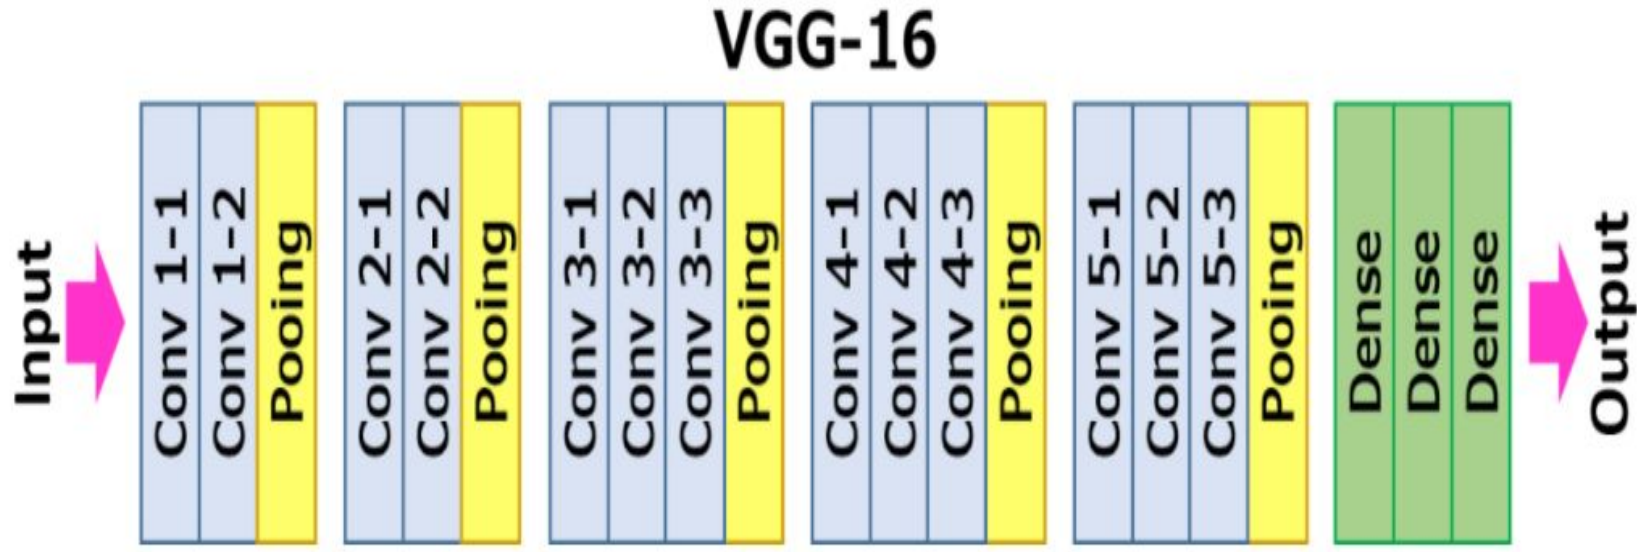 VGG-16
Input
Conv 1-1
Conv 1-2
Pooing
Conv 2-1
Conv 2-2
Pooing
Conv 3-1
Conv 3-2
Conv 3-3
Pooing
Conv 4-1
Conv 4-2
Conv 4-3
Pooing
Conv 5-1
Conv 5-2
Conv 5-3
Pooing
Dense
Dense
Dense
Output